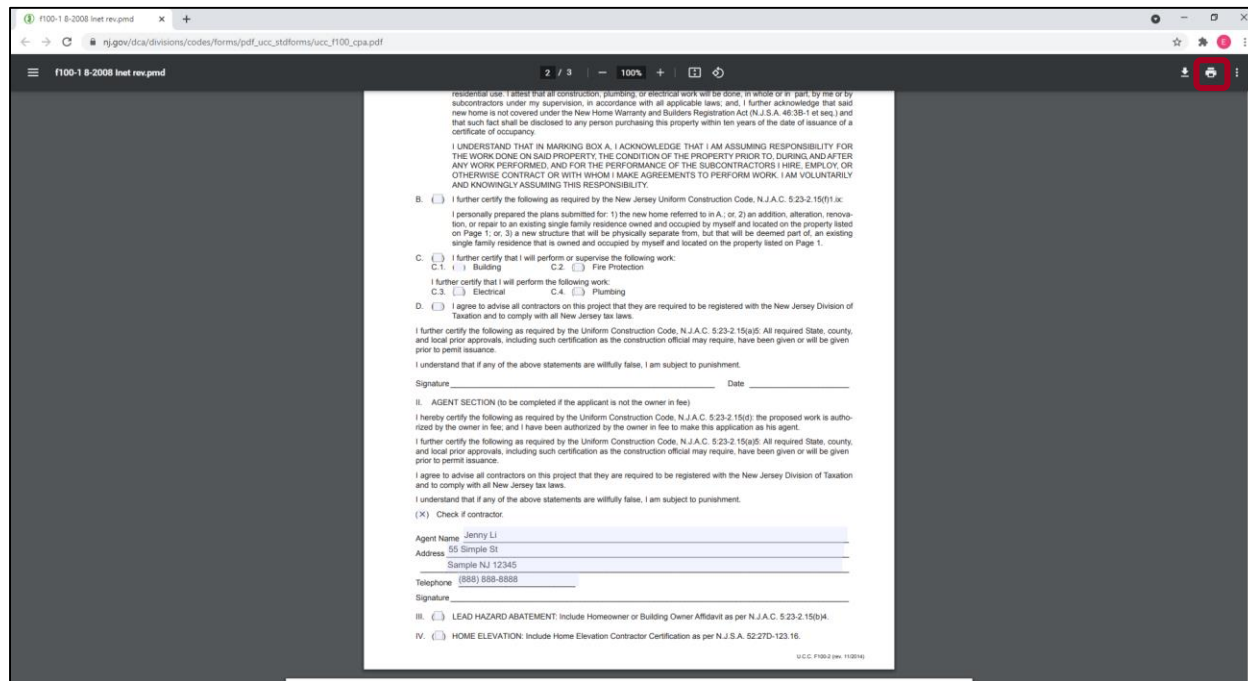 f100-1 8-2008 Inet rev.pmd
nj.gov/dca/divisions/codes/forms/pdf_ucc_stdforms/ucc_f100_cpa.pdf
E
f100-1 8-2008 Inet rev.pmd 2 / 3 100%
residential use. I attest that all construction, plumbing, or electrical work will be done, in whole or in part, by me or by
subcontractors under my supervision, in accordance with all applicable laws; and, I further acknowledge that said
new home is not covered under the New Home Warranty and Builders Registration Act (N.J.S.A. 46:3B-1 et seq.) and
that such fact shall be disclosed to any person purchasing this property within ten years of the date of issuance of a
certificate of occupancy.
I UNDERSTAND THAT IN MARKING BOX A, I ACKNOWLEDGE THAT I AM ASSUMING RESPONSIBILITY FOR
THE WORK DONE ON SAID PROPERTY, THE CONDITION OF THE PROPERTY PRIOR TO, DURING, AND AFTER
ANY WORK PERFORMED, AND FOR THE PERFORMANCE OF THE SUBCONTRACTORS I HIRE, EMPLOY, OR
OTHERWISE CONTRACT OR WITH WHOM I MAKE AGREEMENTS TO PERFORM WORK. I AM VOLUNTARILY
AND KNOWINGLY ASSUMING THIS RESPONSIBILITY.
B. ( ) I further certify the following as required by the New Jersey Uniform Construction Code, N.J.A.C. 5:23-2.15(f)1.ix:
I personally prepared the plans submitted for: 1) the new home referred to in A.; or, 2) an addition, alteration, renova-
tion, or repair to an existing single family residence owned and occupied by myself and located on the property listed
on Page 1; or, 3) a new structure that will be physically separate from, but that will be deemed part of, an existing
single family residence that is owned and occupied by myself and located on the property listed on Page 1.
C. ( ) I further certify that I will perform or supervise the following work:
C.1. ( ) Building C.2. ( ) Fire Protection
I further certify that I will perform the following work:
C.3. ( ) Electrical C.4. ( ) Plumbing
D. ( ) I agree to advise all contractors on this project that they are required to be registered with the New Jersey Division of
Taxation and to comply with all New Jersey tax laws.
I further certify the following as required by the Uniform Construction Code, N.J.A.C. 5:23-2.15(a)5: All required State, county,
and local prior approvals, including such certification as the construction official may require, have been given or will be given
prior to permit issuance.
I understand that if any of the above statements are willfully false, I am subject to punishment.
Signature Date
II. AGENT SECTION (to be completed if the applicant is not the owner in fee)
I hereby certify the following as required by the Uniform Construction Code, N.J.A.C. 5:23-2.15(d): the proposed work is autho-
rized by the owner in fee; and I have been authorized by the owner in fee to make this application as his agent.
I further certify the following as required by the Uniform Construction Code, N.J.A.C. 5:23-2.15(a)5: All required State, county,
and local prior approvals, including such certification as the construction official may require, have been given or will be given
prior to permit issuance.
I agree to advise all contractors on this project that they are required to be registered with the New Jersey Division of Taxation
and to comply with all New Jersey tax laws.
I understand that if any of the above statements are willfully false, I am subject to punishment.
(X) Check if contractor.
Agent Name Jenny Li
Address 55 Simple St
Sample NJ 12345
Telephone (888) 888-8888
Signature
III. ( ) LEAD HAZARD ABATEMENT: Include Homeowner or Building Owner Affidavit as per N.J.A.C. 5:23-2.15(b)4.
IV. ( ) HOME ELEVATION: Include Home Elevation Contractor Certification as per N.J.S.A. 52:27D-123.16.
U.C.C. F100-2 (rev. 11/2014)